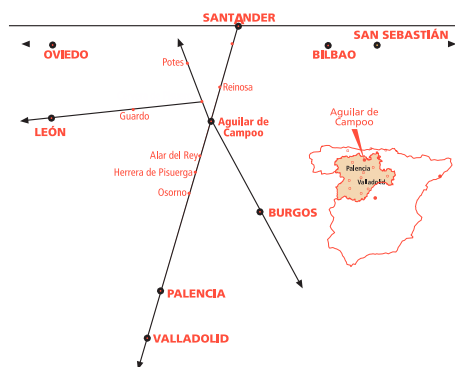 SANTANDER
SAN SEBASTIÁN
OVIEDO
BILBAO
Potes
Reinosa
Guardo
LEÓN
Aguilar de
Campoo
Aguilar de
Campoo
Alar del Rey
Herrera de Pisuerga
Osorno
Palencia
Valladolid
BURGOS
PALENCIA
VALLADOLID